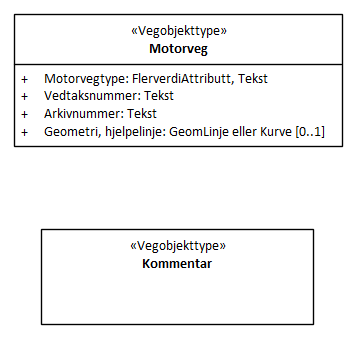 «Vegobjekttype»
Motorveg
+ Motorvegtype: FlerverdiAttributt, Tekst
+ Vedtaksnummer: Tekst
+ Arkivnummer: Tekst
+ Geometri, hjelpelinje: GeomLinje eller Kurve [0..1]
«Vegobjekttype»
Kommentar